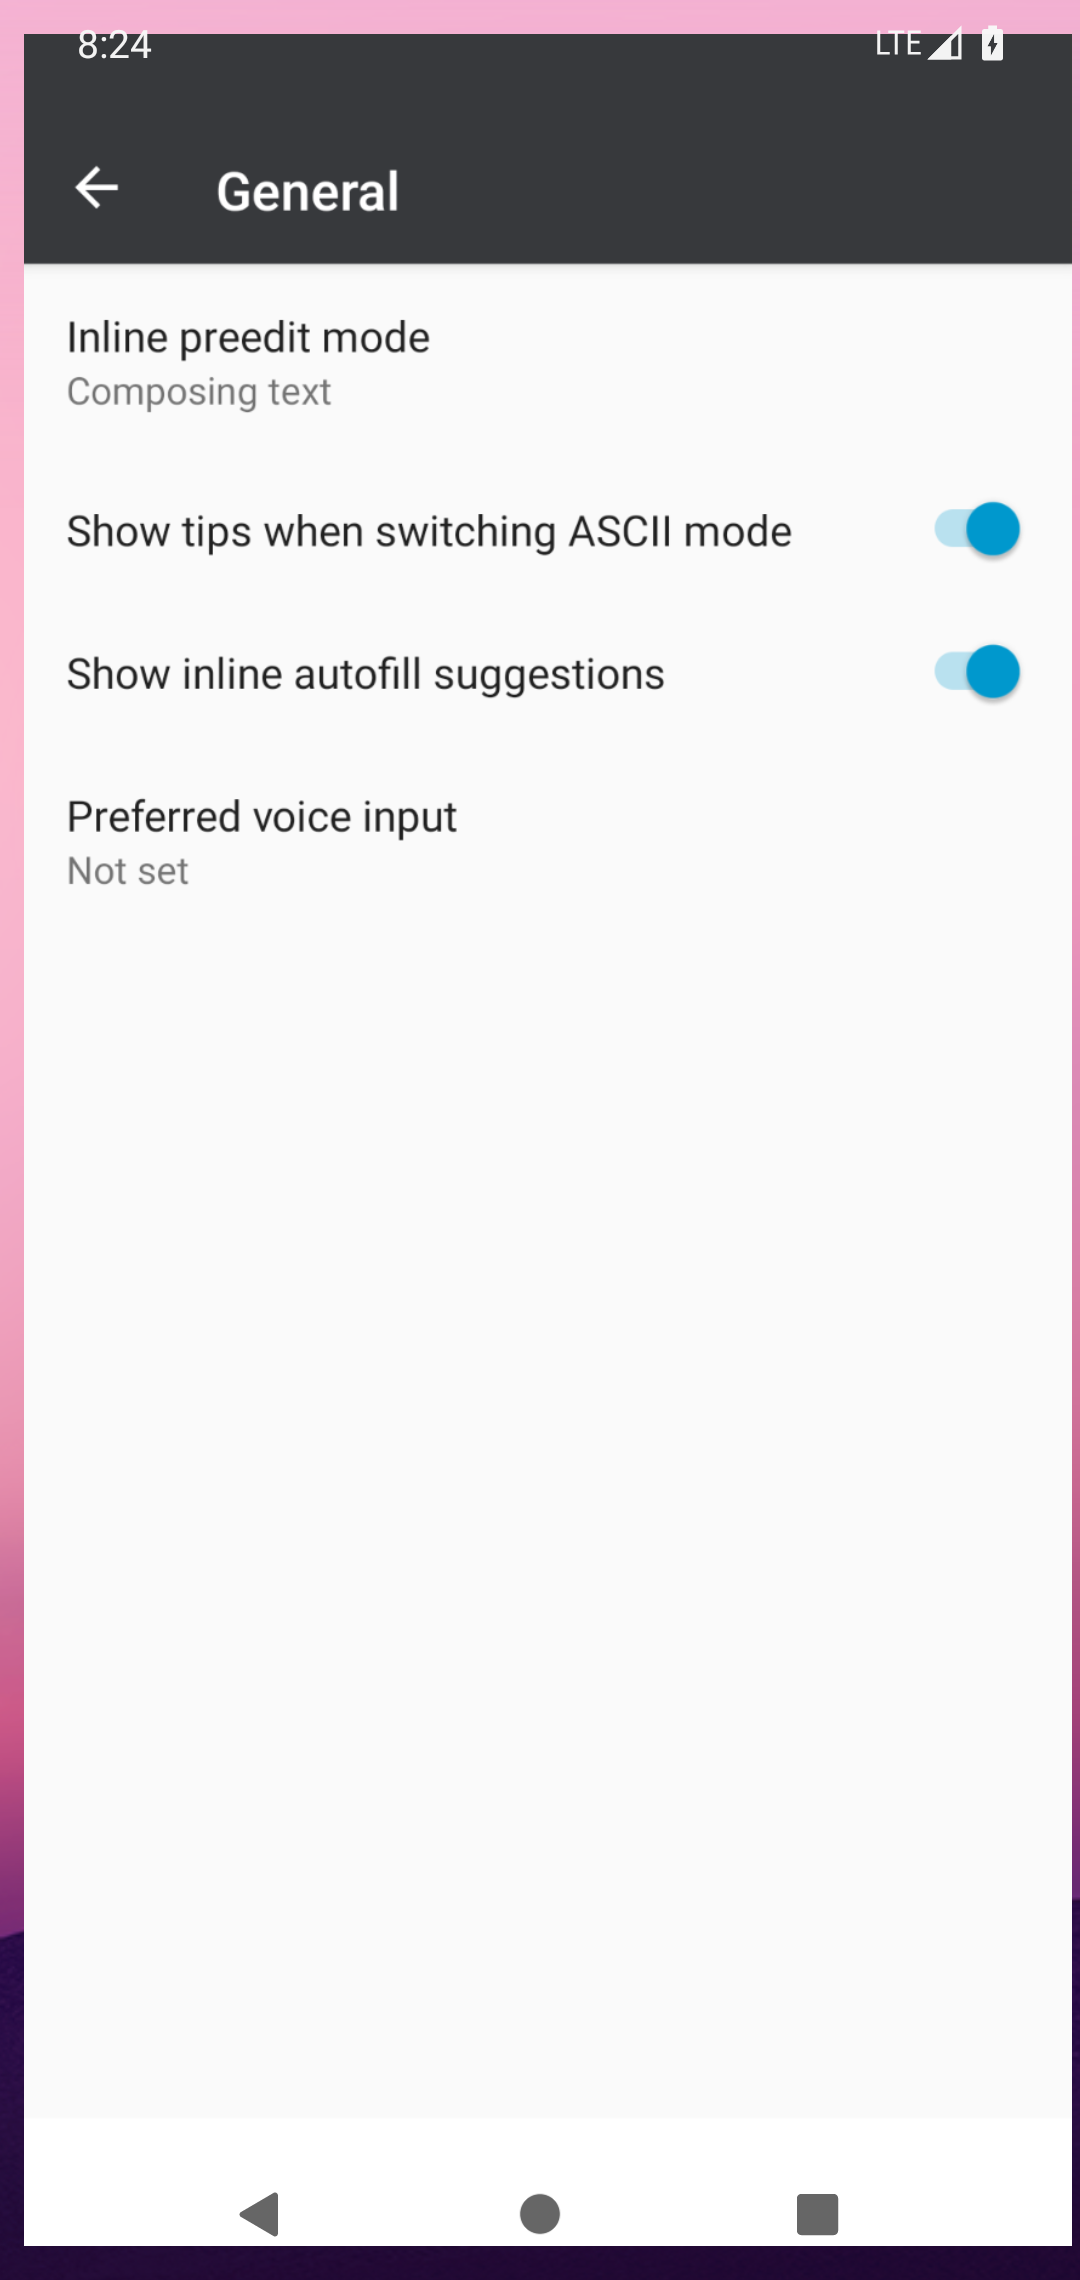 8:24
LTE
General
Inline preedit mode
Composing text
Show tips when switching ASCII mode
Show inline autofill suggestions
Preferred voice input
Not set